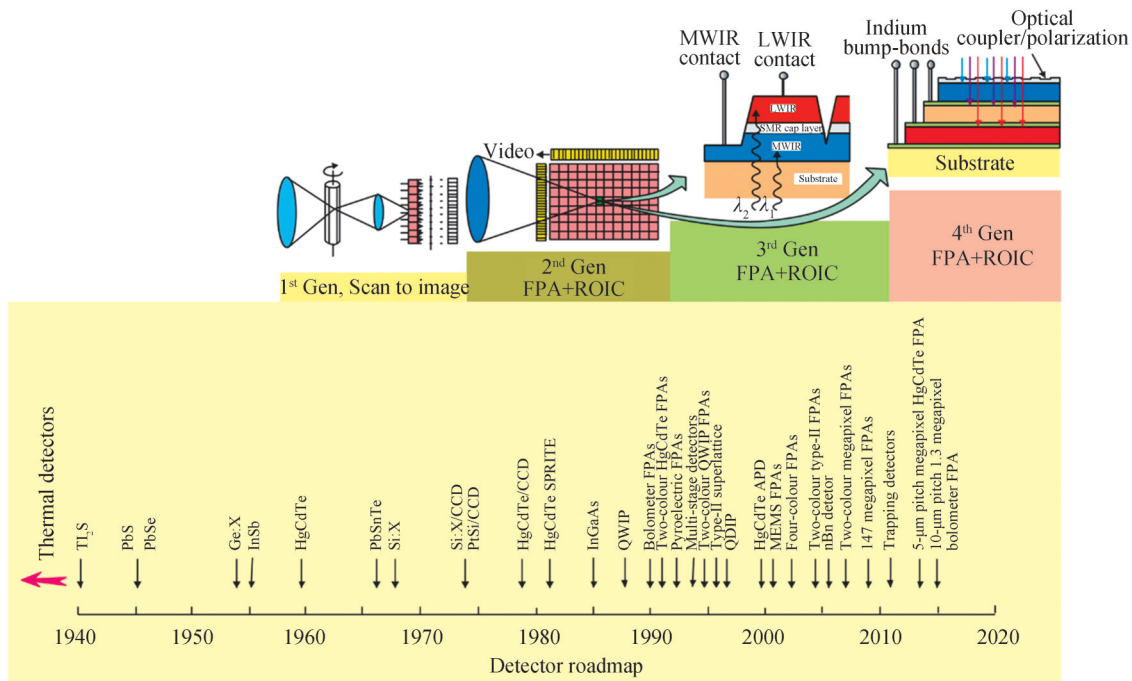 Optical
coupler/polarization
Indium
bump-bonds
MWIR
contact
LWIR
contact
LWIR
SMR cap layer
MWIR
Substrate
λ2 λ1
Substrate
Video
1st Gen, Scan to image
2nd Gen
FPA+ROIC
3rd Gen
FPA+ROIC
4th Gen
FPA+ROIC
Thermal detectors
TI2S
PbS
PbSe
Ge:X
InSb
HgCdTe
PbSnTe
Si:X
Si:X/CCD
PtSi/CCD
HgCdTe/CCD
HgCdTe SPRITE
InGaAs
QWIP
Bolometer FPAs
Two-colour HgCdTe FPAs
Pyroelectric FPAs
Multi-stage detectors
Two-colour QWIP FPAs
Type-II superlattice
QDIP
HgCdTe APD
MEMS FPAs
Four-colour FPAs
Two-colour type-II FPAs
nBn detetor
Two-colour megapixel FPAs
147 megapixel FPAs
Trapping detectors
5-μm pitch megapixel HgCdTe FPA
10-μm pitch 1.3 megapixel
bolometer FPA
1940 1950 1960 1970 1980 1990 2000 2010 2020
Detector roadmap